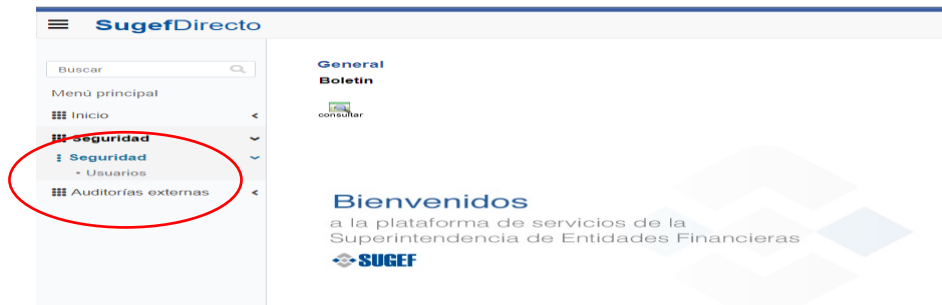 SugefDirecto
Buscar
Menú principal
Inicio
Seguridad
Seguridad
Usuarios
Auditorías externas
General
Boletin
consultar
Bienvenidos
a la plataforma de servicios de la
Superintendencia de Entidades Financieras
SUGEF